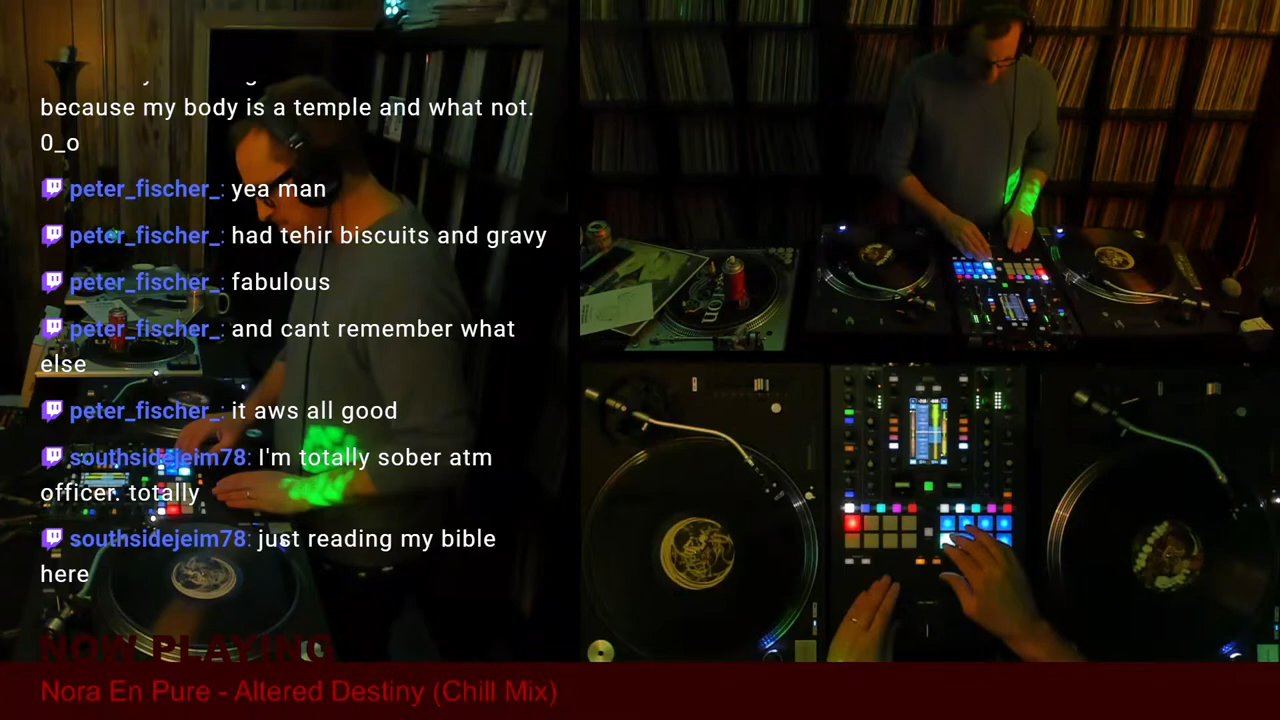 because my body is a temple and what not.
0_o
peter_fischer_: yea man
peter_fischer_: had tehir biscuits and gravy
peter_fischer_: fabulous
peter_fischer_: and cant remember what
else
peter_fischer_: it aws all good
southsidejeim78: I'm totally sober atm
officer. totally
southsidejeim78: just reading my bible
here
NOW PLAYING
Nora En Pure - Altered Destiny (Chill Mix)